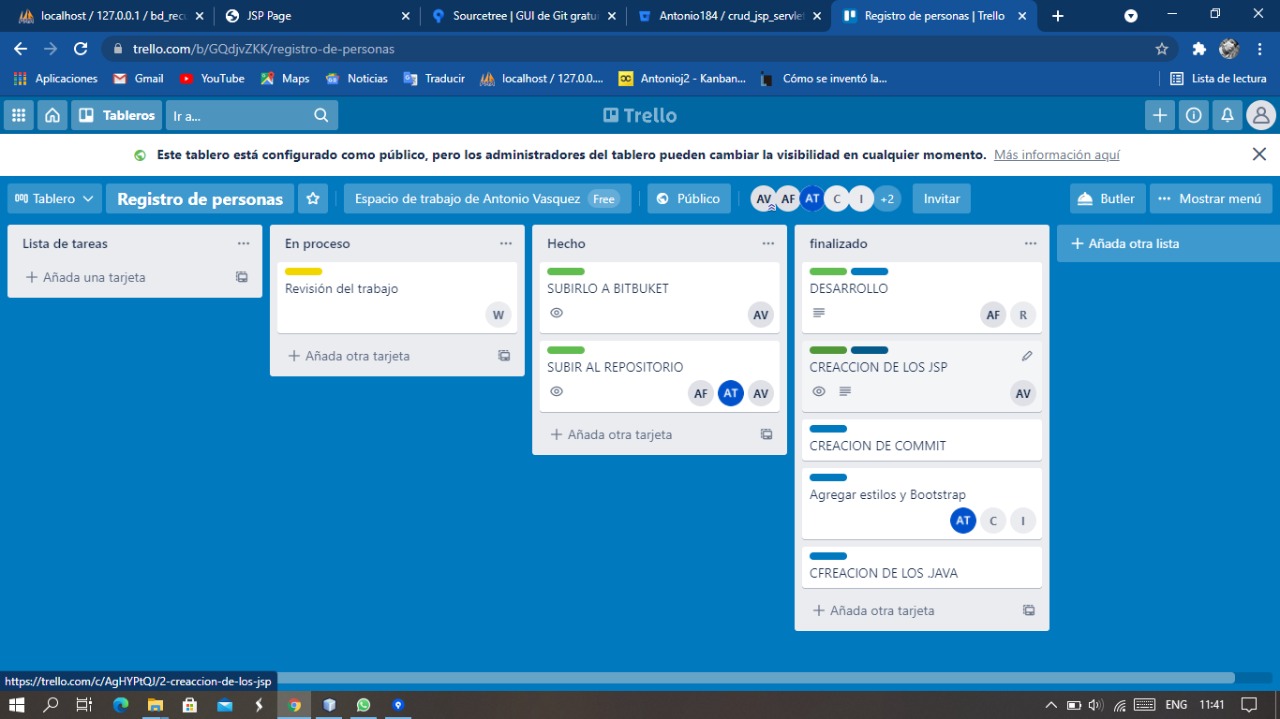 localhost / 127.0.0.1 / bd_recu
JSP Page
Sourcetree | GUI de Git gratui
Antonio184 / crud_jsp_servlet
Registro de personas | Trello
trello.com/b/GQdjvZKK/registro-de-personas
Aplicaciones
Gmail
YouTube
Maps
Noticias
Traducir
localhost / 127.0.0....
Antonioj2 - Kanban...
Cómo se inventó la...
Lista de lectura
Tableros
Ir a...
Trello
Este tablero está configurado como público, pero los administradores del tablero pueden cambiar la visibilidad en cualquier momento. Más información aquí
Tablero
Registro de personas
Espacio de trabajo de Antonio Vasquez Free
Público
AV AF AT C I +2
Invitar
Butler
Mostrar menú
Lista de tareas
Añada una tarjeta
En proceso
Revisión del trabajo
W
Añada otra tarjeta
Hecho
SUBIRLO A BITBUKET
AV
SUBIR AL REPOSITORIO
AF AT AV
Añada otra tarjeta
finalizado
DESARROLLO
AF R
CREACCION DE LOS JSP
AV
CREACION DE COMMIT
Agregar estilos y Bootstrap
AT C I
CFREACION DE LOS .JAVA
Añada otra tarjeta
Añada otra lista
https://trello.com/c/AgHYPtQJ/2-creaccion-de-los-jsp
ENG
11:41